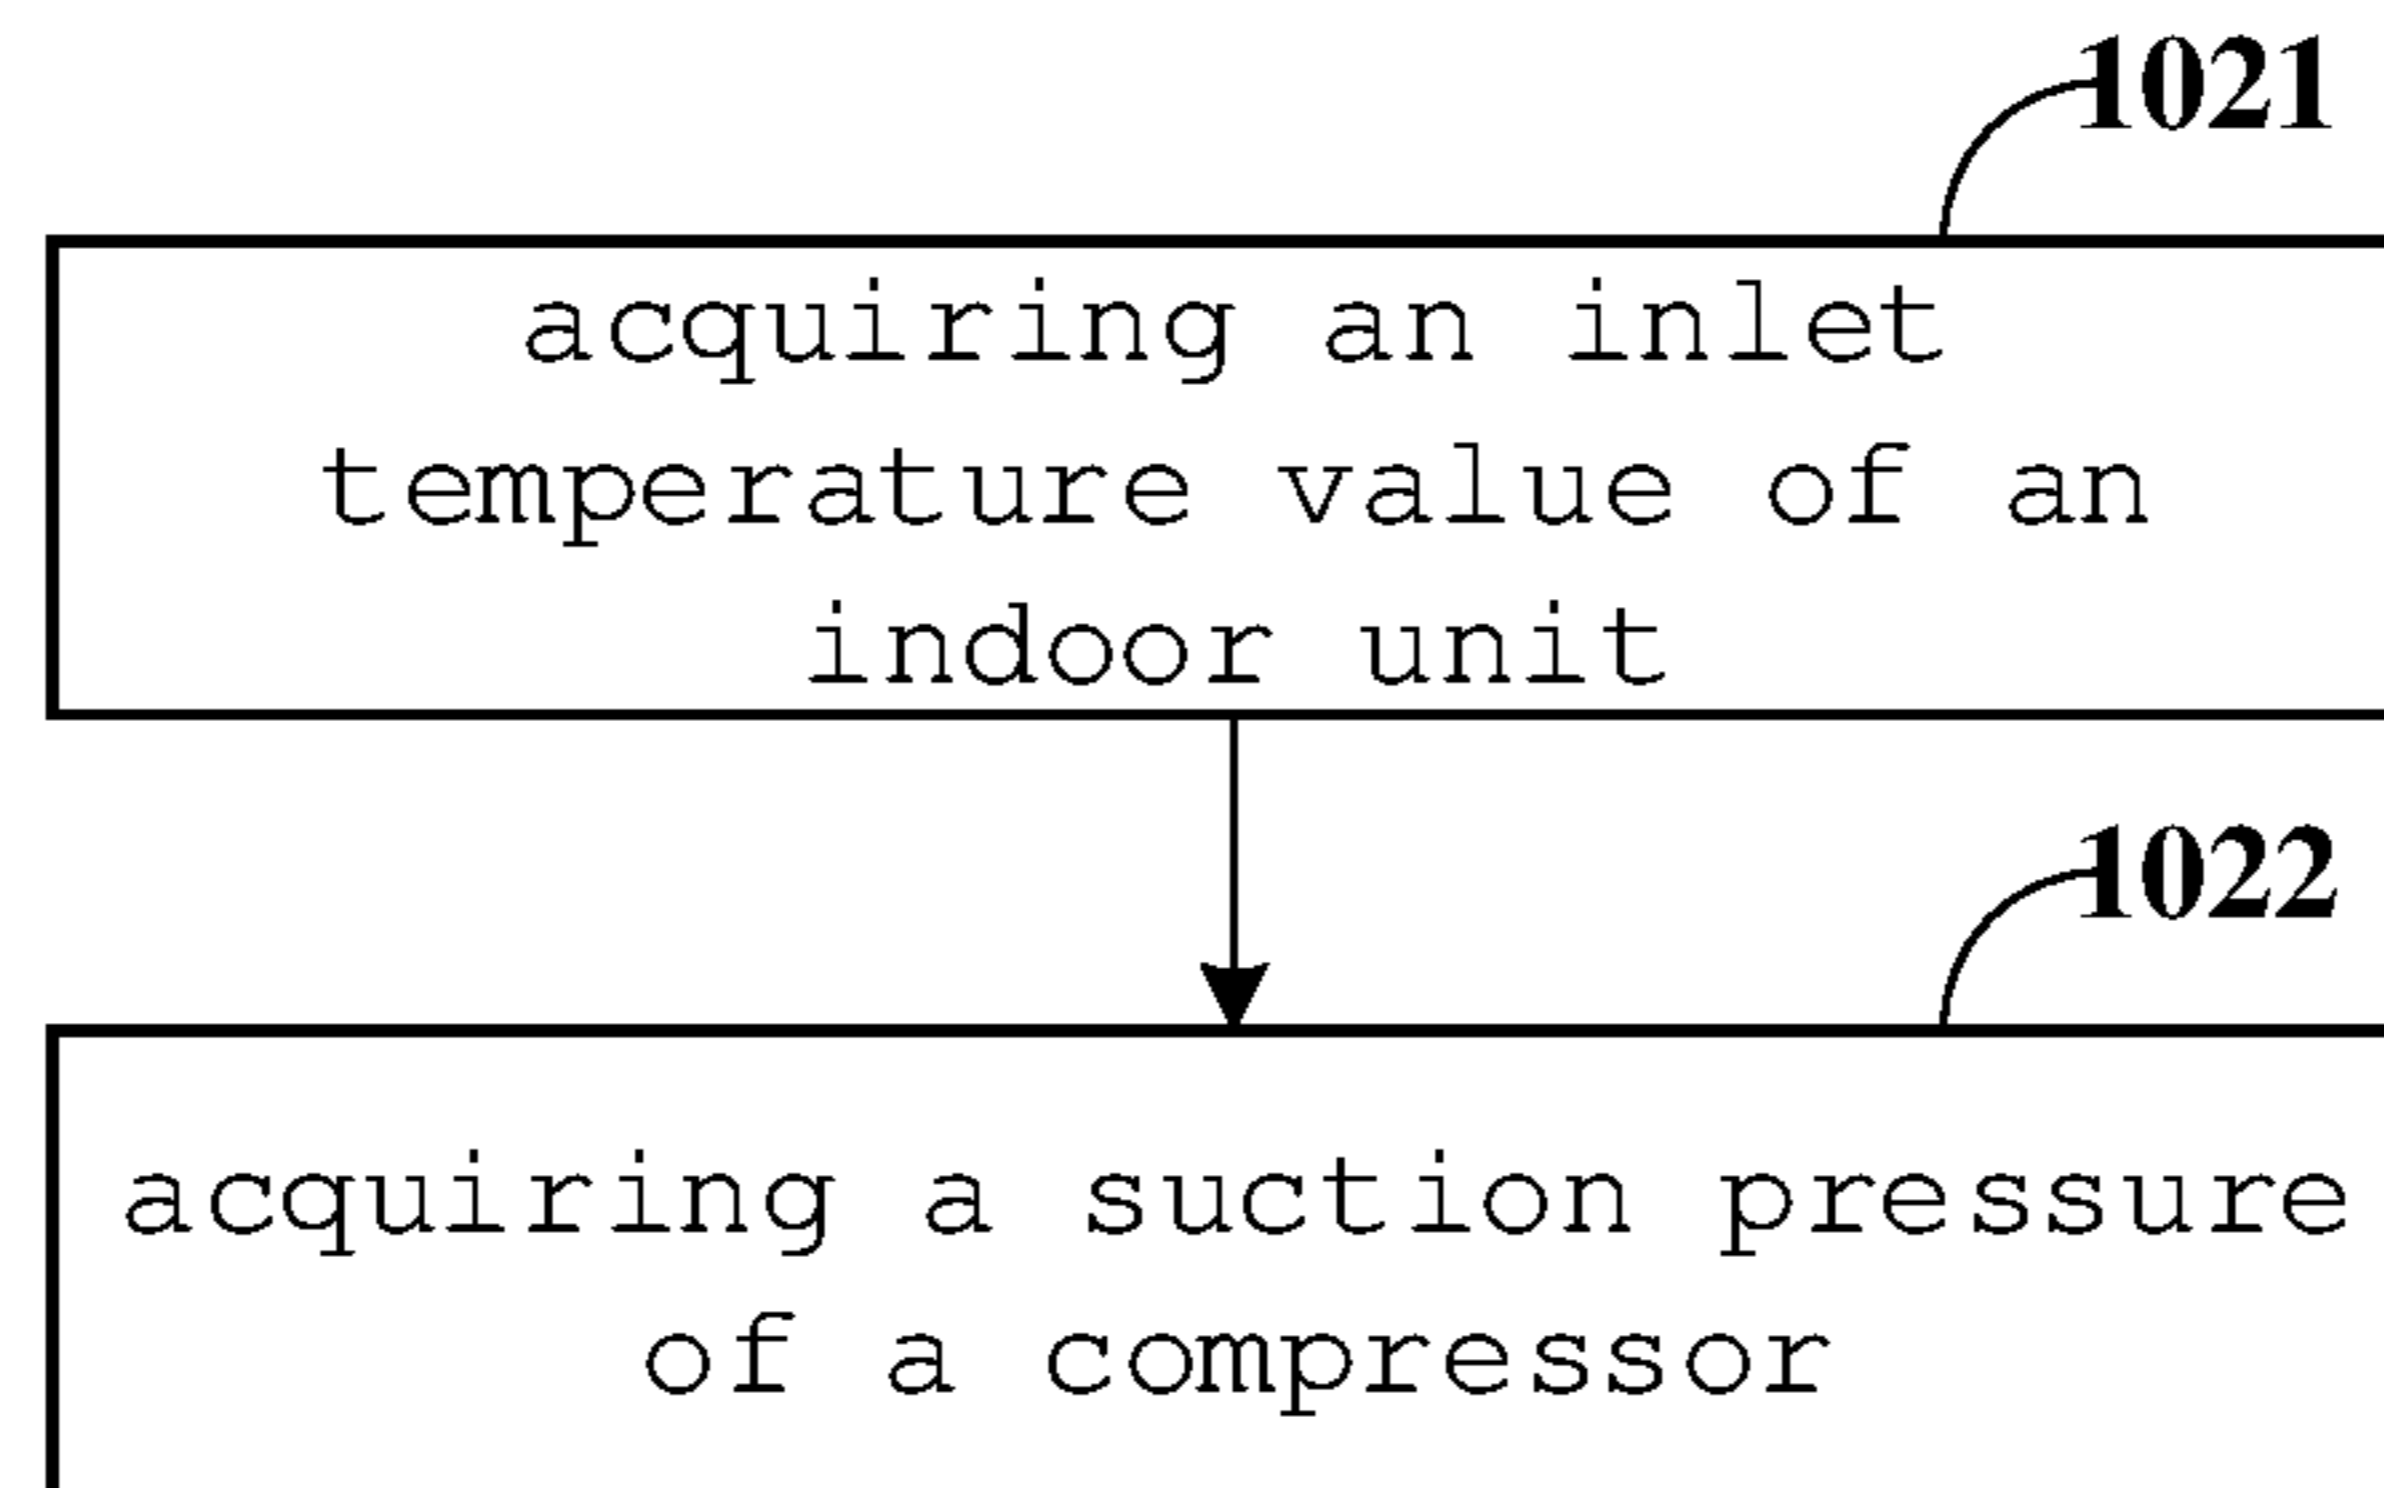 1021
acquiring an inlet
temperature value of an
indoor unit
1022
acquiring a suction pressure
of a compressor